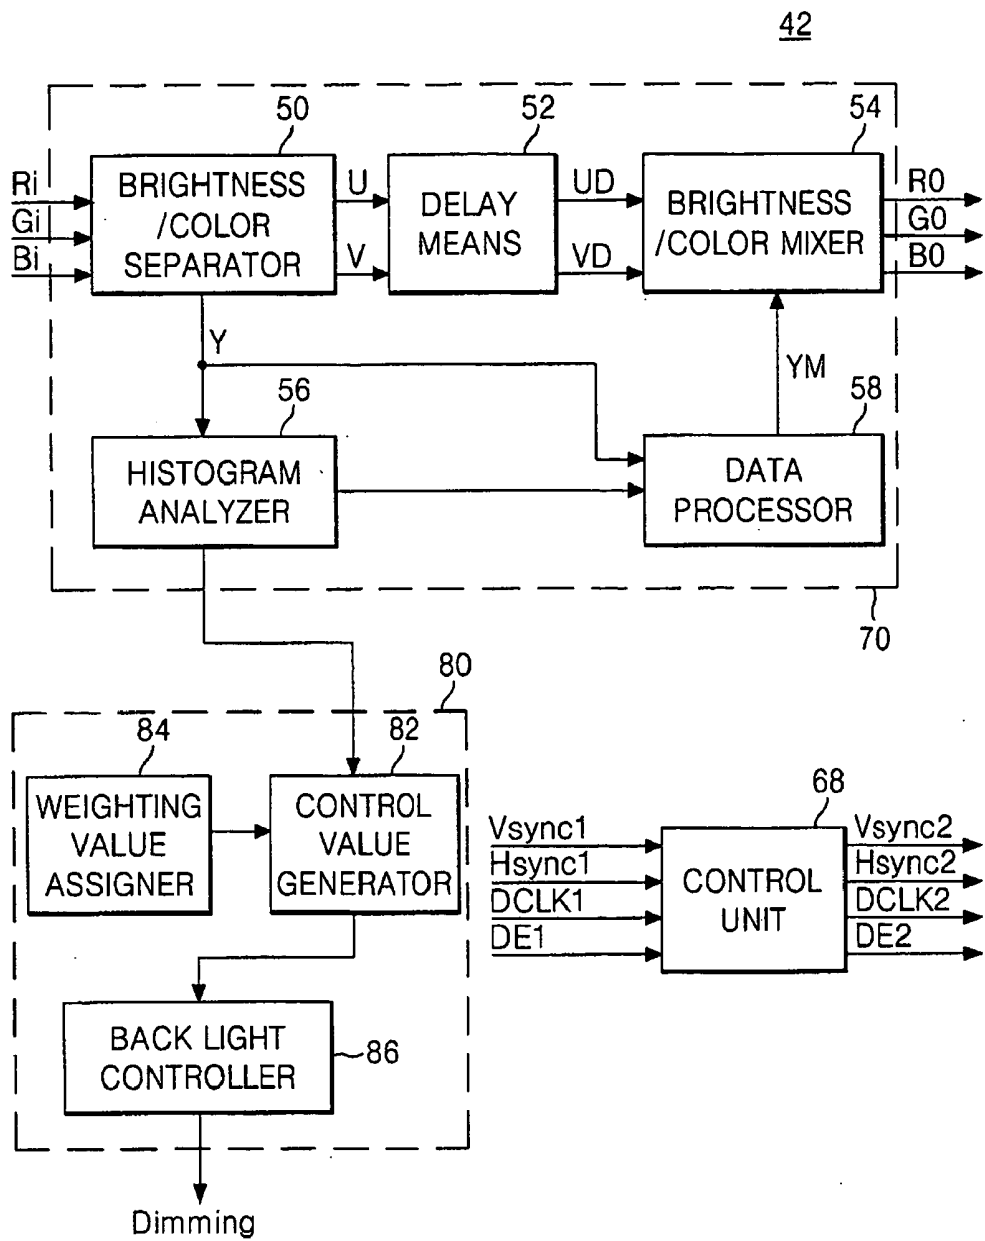 42
50
52
54
Ri
Gi
Bi
BRIGHTNESS
/COLOR
SEPARATOR
U
V
DELAY
MEANS
UD
VD
BRIGHTNESS
/COLOR MIXER
R0
G0
B0
Y
YM
56
58
HISTOGRAM
ANALYZER
DATA
PROCESSOR
70
80
84
82
WEIGHTING
VALUE
ASSIGNER
CONTROL
VALUE
GENERATOR
68
Vsync1
Hsync1
DCLK1
DE1
CONTROL
UNIT
Vsync2
Hsync2
DCLK2
DE2
BACK LIGHT
CONTROLLER
86
Dimming